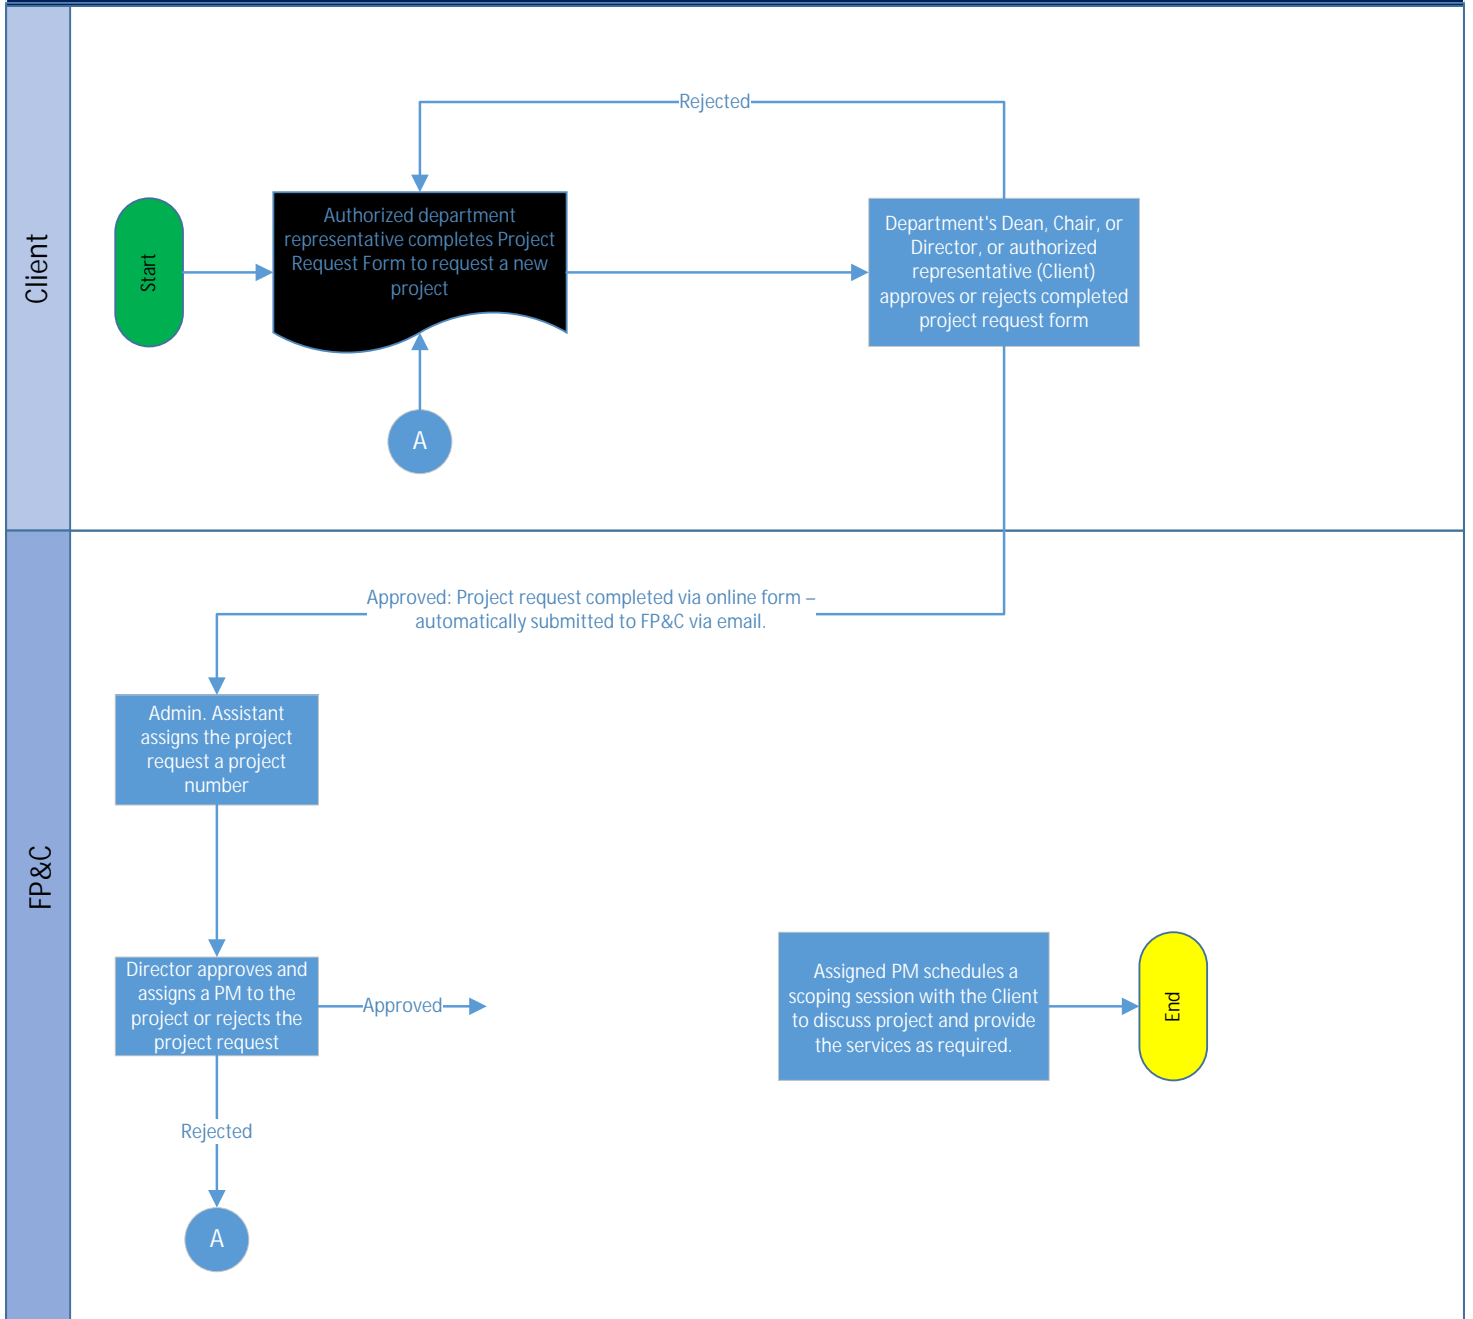 Client
Rejected
Start
Authorized department
representative completes Project
Request Form to request a new
project
Department's Dean, Chair, or
Director, or authorized
representative (Client)
approves or rejects completed
project request form
A
FP&C
Approved: Project request completed via online form –
automatically submitted to FP&C via email.
Admin. Assistant
assigns the project
request a project
number
Director approves and
assigns a PM to the
project or rejects the
project request
Approved
Assigned PM schedules a
scoping session with the Client
to discuss project and provide
the services as required.
End
Rejected
A